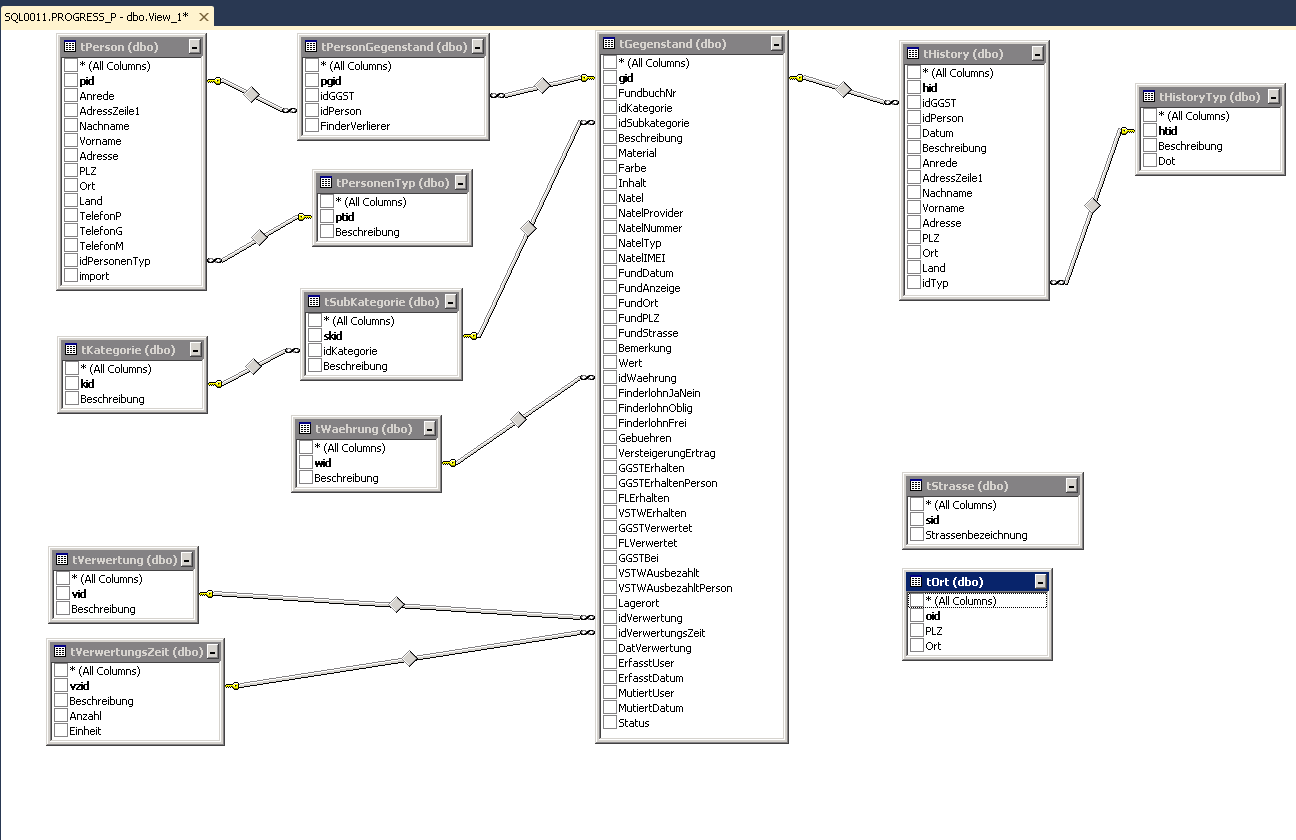 SQL0011.PROGRESS_P - dbo.View_1*
tPerson (dbo)
* (All Columns)
pid
Anrede
AdressZeile1
Nachname
Vorname
Adresse
PLZ
Ort
Land
TelefonP
TelefonG
TelefonM
idPersonenTyp
import
tPersonGegenstand (dbo)
* (All Columns)
pgid
idGGST
idPerson
FinderVerlierer
tPersonenTyp (dbo)
* (All Columns)
ptid
Beschreibung
tSubKategorie (dbo)
* (All Columns)
skid
idKategorie
Beschreibung
tKategorie (dbo)
* (All Columns)
kid
Beschreibung
tWaehrung (dbo)
* (All Columns)
wid
Beschreibung
tVerwertung (dbo)
* (All Columns)
vid
Beschreibung
tVerwertungsZeit (dbo)
* (All Columns)
vzid
Beschreibung
Anzahl
Einheit
tGegenstand (dbo)
* (All Columns)
gid
FundbuchNr
idKategorie
idSubkategorie
Beschreibung
Material
Farbe
Inhalt
Natel
NatelProvider
NatelNummer
NatelTyp
NatelIMEI
FundDatum
FundAnzeige
FundOrt
FundPLZ
FundStrasse
Bemerkung
Wert
idWaehrung
FinderlohnJaNein
FinderlohnOblig
FinderlohnFrei
Gebuehren
VersteigerungErtrag
GGSTErhalten
GGSTErhaltenPerson
FLErhalten
VSTWErhalten
GGSTVerwertet
FLVerwertet
GGSTBei
VSTWAusbezahlt
VSTWAusbezahltPerson
Lagerort
idVerwertung
idVerwertungsZeit
DatVerwertung
ErfasstUser
ErfasstDatum
MutiertUser
MutiertDatum
Status
tHistory (dbo)
* (All Columns)
hid
idGGST
idPerson
Datum
Beschreibung
Anrede
AdressZeile1
Nachname
Vorname
Adresse
PLZ
Ort
Land
idTyp
tHistoryTyp (dbo)
* (All Columns)
htid
Beschreibung
Dot
tStrasse (dbo)
* (All Columns)
sid
Strassenbezeichnung
tOrt (dbo)
* (All Columns)
oid
PLZ
Ort